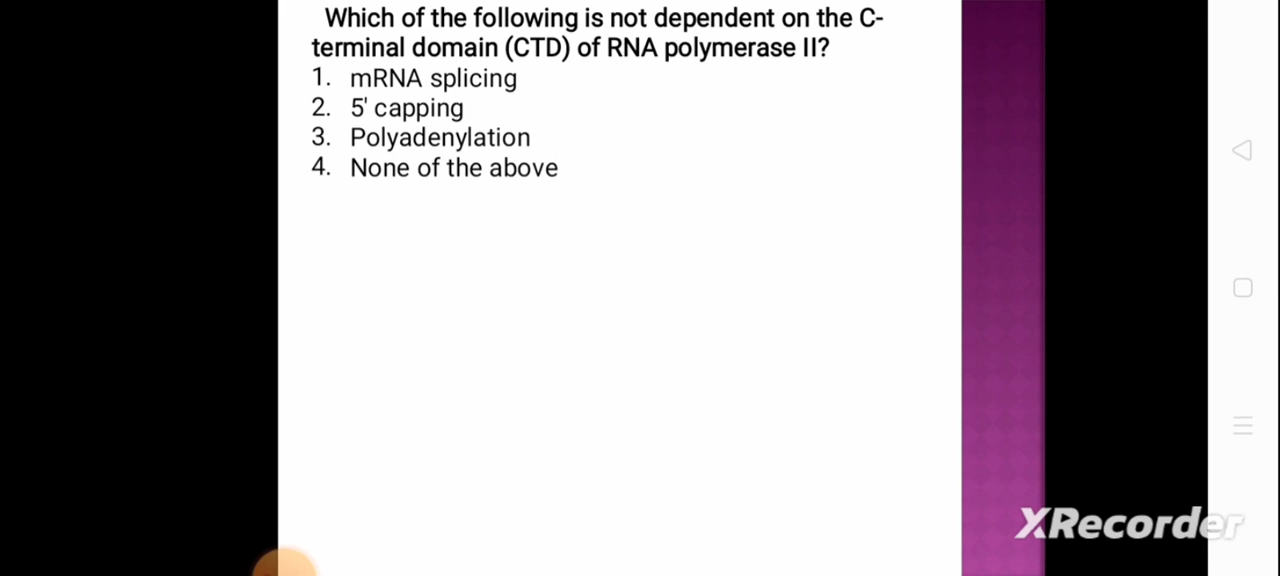 Which of the following is not dependent on the C-
terminal domain (CTD) of RNA polymerase II?
1. mRNA splicing
2. 5' capping
3. Polyadenylation
4. None of the above
XRecorder